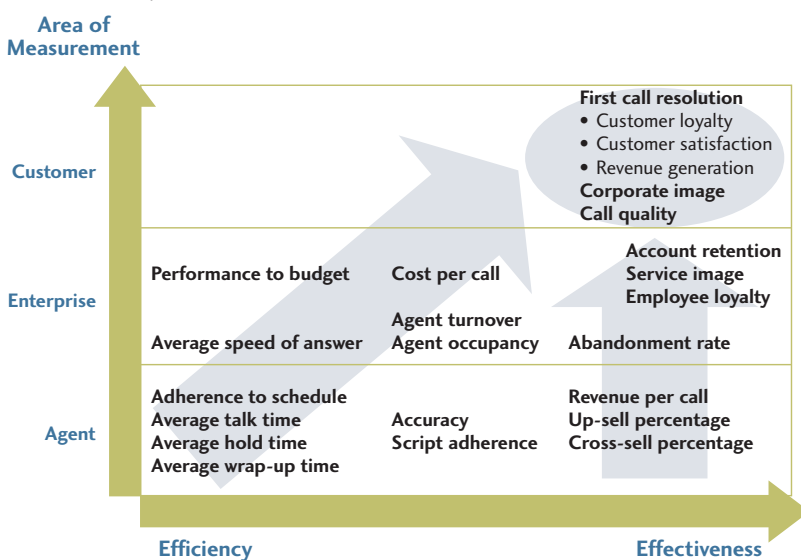 Area of
Measurement
Customer
First call resolution
• Customer loyalty
• Customer satisfaction
• Revenue generation
Corporate image
Call quality
Enterprise
Performance to budget
Average speed of answer
Cost per call
Agent turnover
Agent occupancy
Account retention
Service image
Employee loyalty
Abandonment rate
Agent
Adherence to schedule
Average talk time
Average hold time
Average wrap-up time
Accuracy
Script adherence
Revenue per call
Up-sell percentage
Cross-sell percentage
Efficiency
Effectiveness